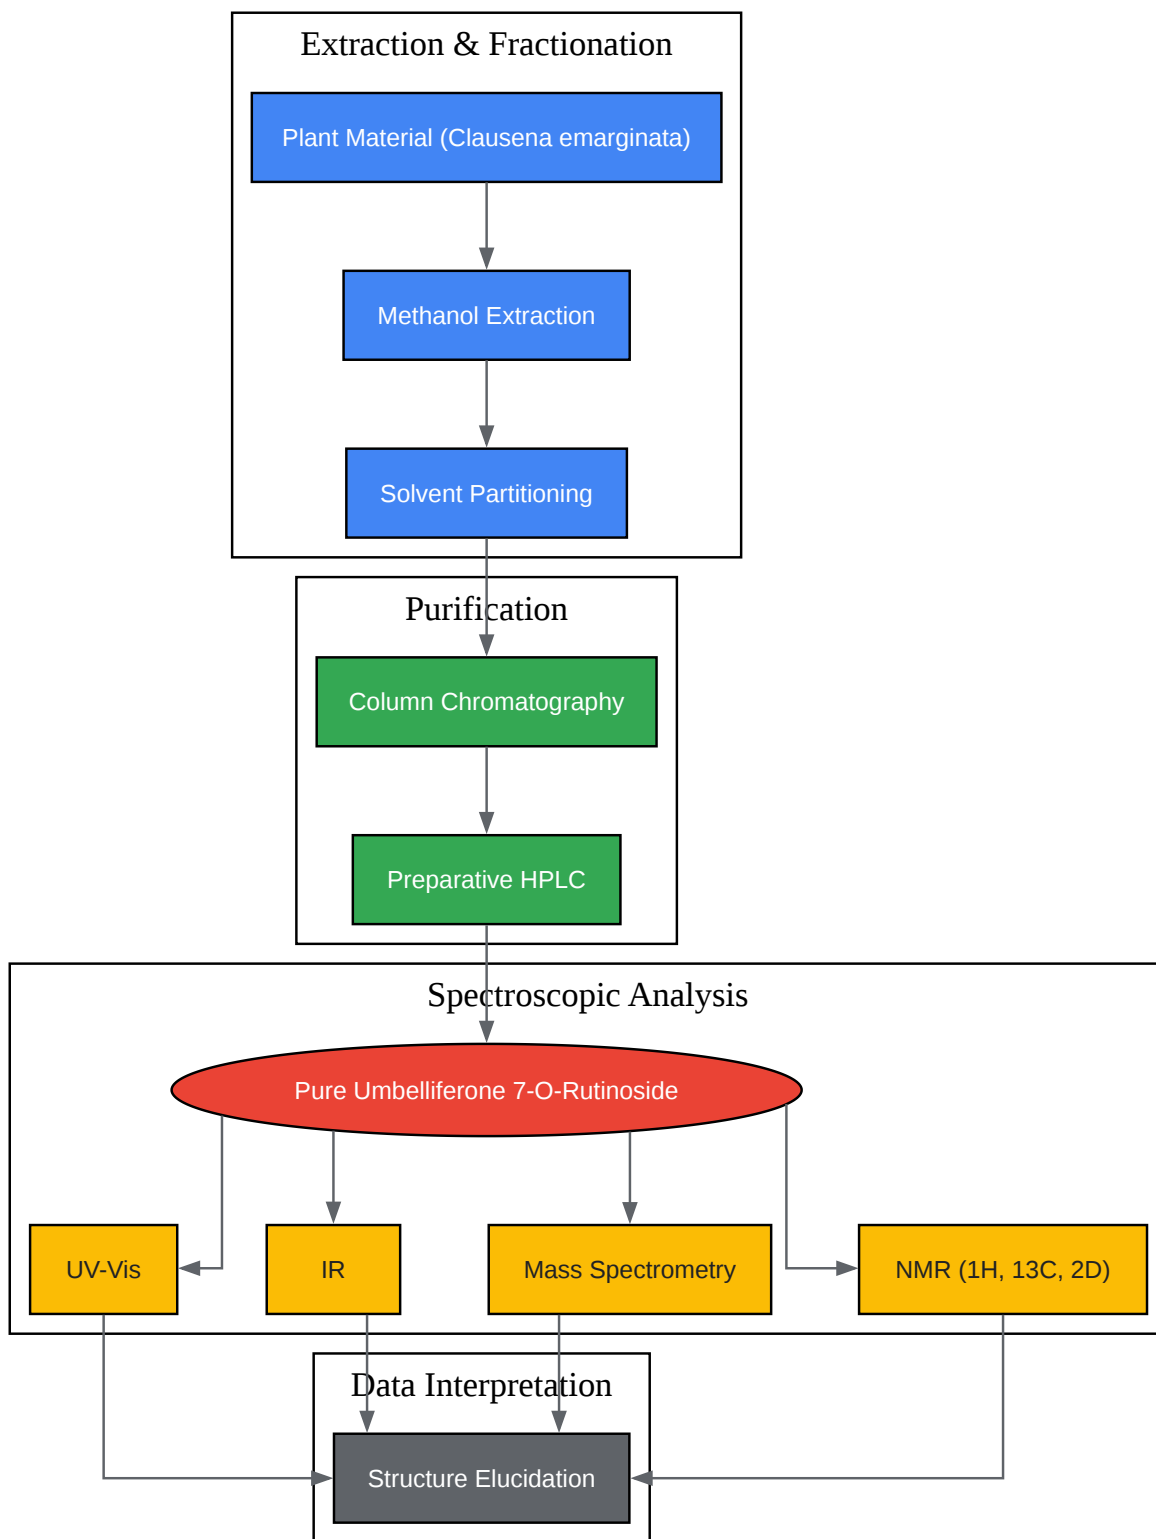 Extraction & Fractionation
Plant Material (Clausena emarginata)
Methanol Extraction
Solvent Partitioning
Purification
Column Chromatography
Preparative HPLC
Spectroscopic Analysis
Pure Umbelliferone 7-O-Rutinoside
UV-Vis
IR
Mass Spectrometry
NMR (1H, 13C, 2D)
Data Interpretation
Structure Elucidation